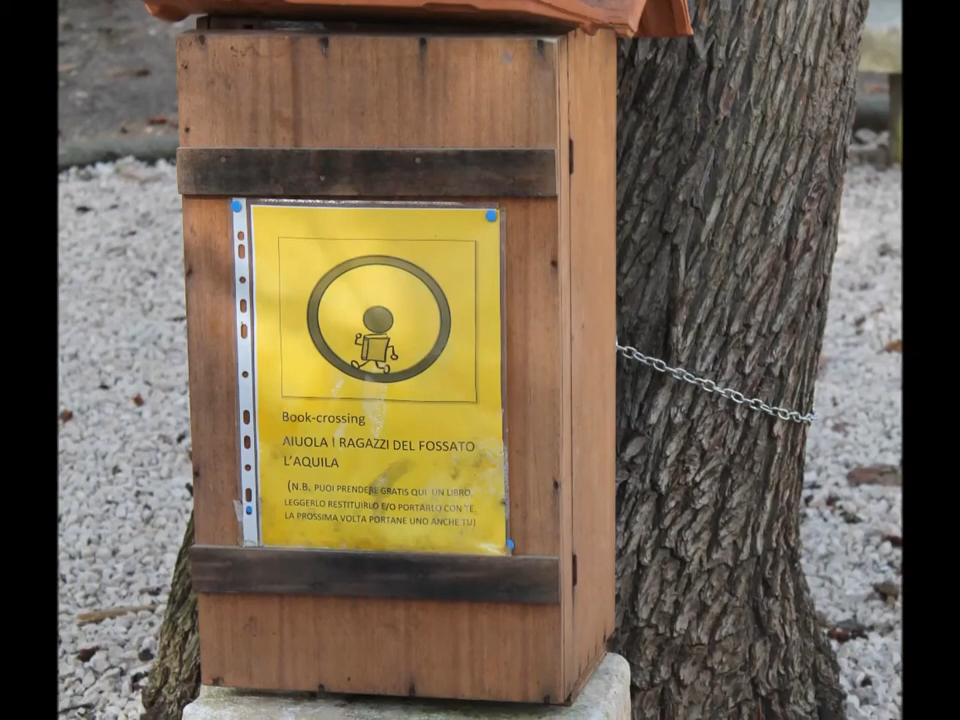 Book-crossing
AIUOLA I RAGAZZI DEL FOSSATO
L'AQUILA
(N.B. PUOI PRENDERE GRATIS QUI UN LIBRO,
LEGGERLO RESTITUIRLO E/O PORTARLO CON TE.
LA PROSSIMA VOLTA PORTANE UNO ANCHE TU)